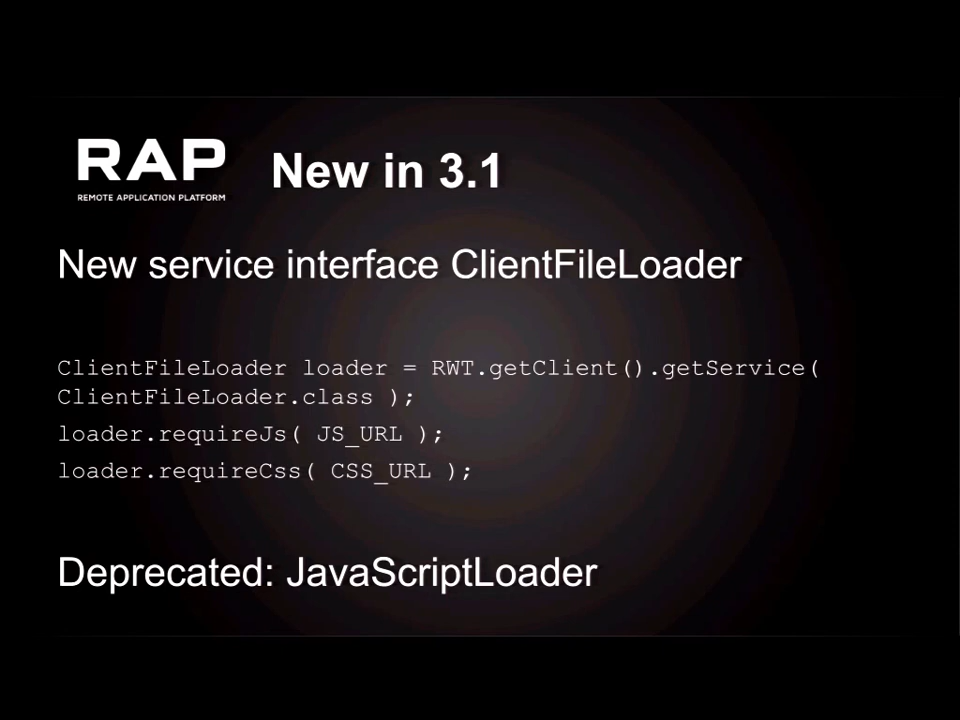 RAP
REMOTE APPLICATION PLATFORM
New in 3.1
New service interface ClientFileLoader
ClientFileLoader loader = RWT.getClient().getService(
ClientFileLoader.class );
loader.requireJs( JS_URL );
loader.requireCss( CSS_URL );
Deprecated: JavaScriptLoader